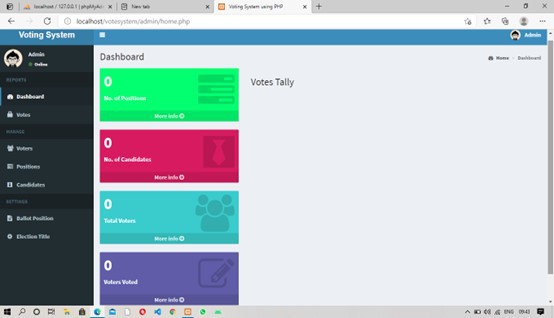 localhost / 127.0.0.1 | phpMyAd
New tab
Voting System using PHP
localhost/votesystem/admin/home.php
Voting System
Admin
Admin
Online
Dashboard
Home
Dashboard
REPORTS
Dashboard
Votes
MANAGE
Voters
Positions
Candidates
SETTINGS
Ballot Position
Election Title
0
No. of Positions
More info
0
No. of Candidates
More info
0
Total Voters
More info
0
Voters Voted
More info
Votes Tally
ENG
09:43